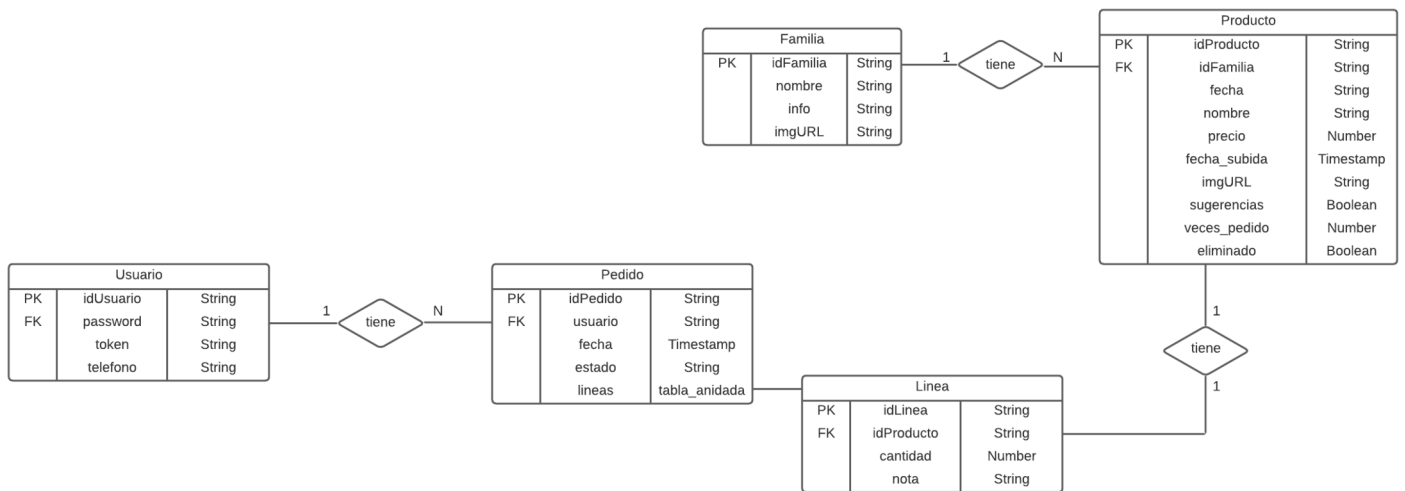 Familia
PK idFamilia String
nombre String
info String
imgURL String
1 tiene N
Producto
PK idProducto String
FK idFamilia String
fecha String
nombre String
precio Number
fecha_subida Timestamp
imgURL String
sugerencias Boolean
veces_pedido Number
eliminado Boolean
Usuario
PK idUsuario String
FK password String
token String
telefono String
1 tiene N
Pedido
PK idPedido String
FK usuario String
fecha Timestamp
estado String
lineas tabla_anidada
1
tiene
1
Linea
PK idLinea String
FK idProducto String
cantidad Number
nota String